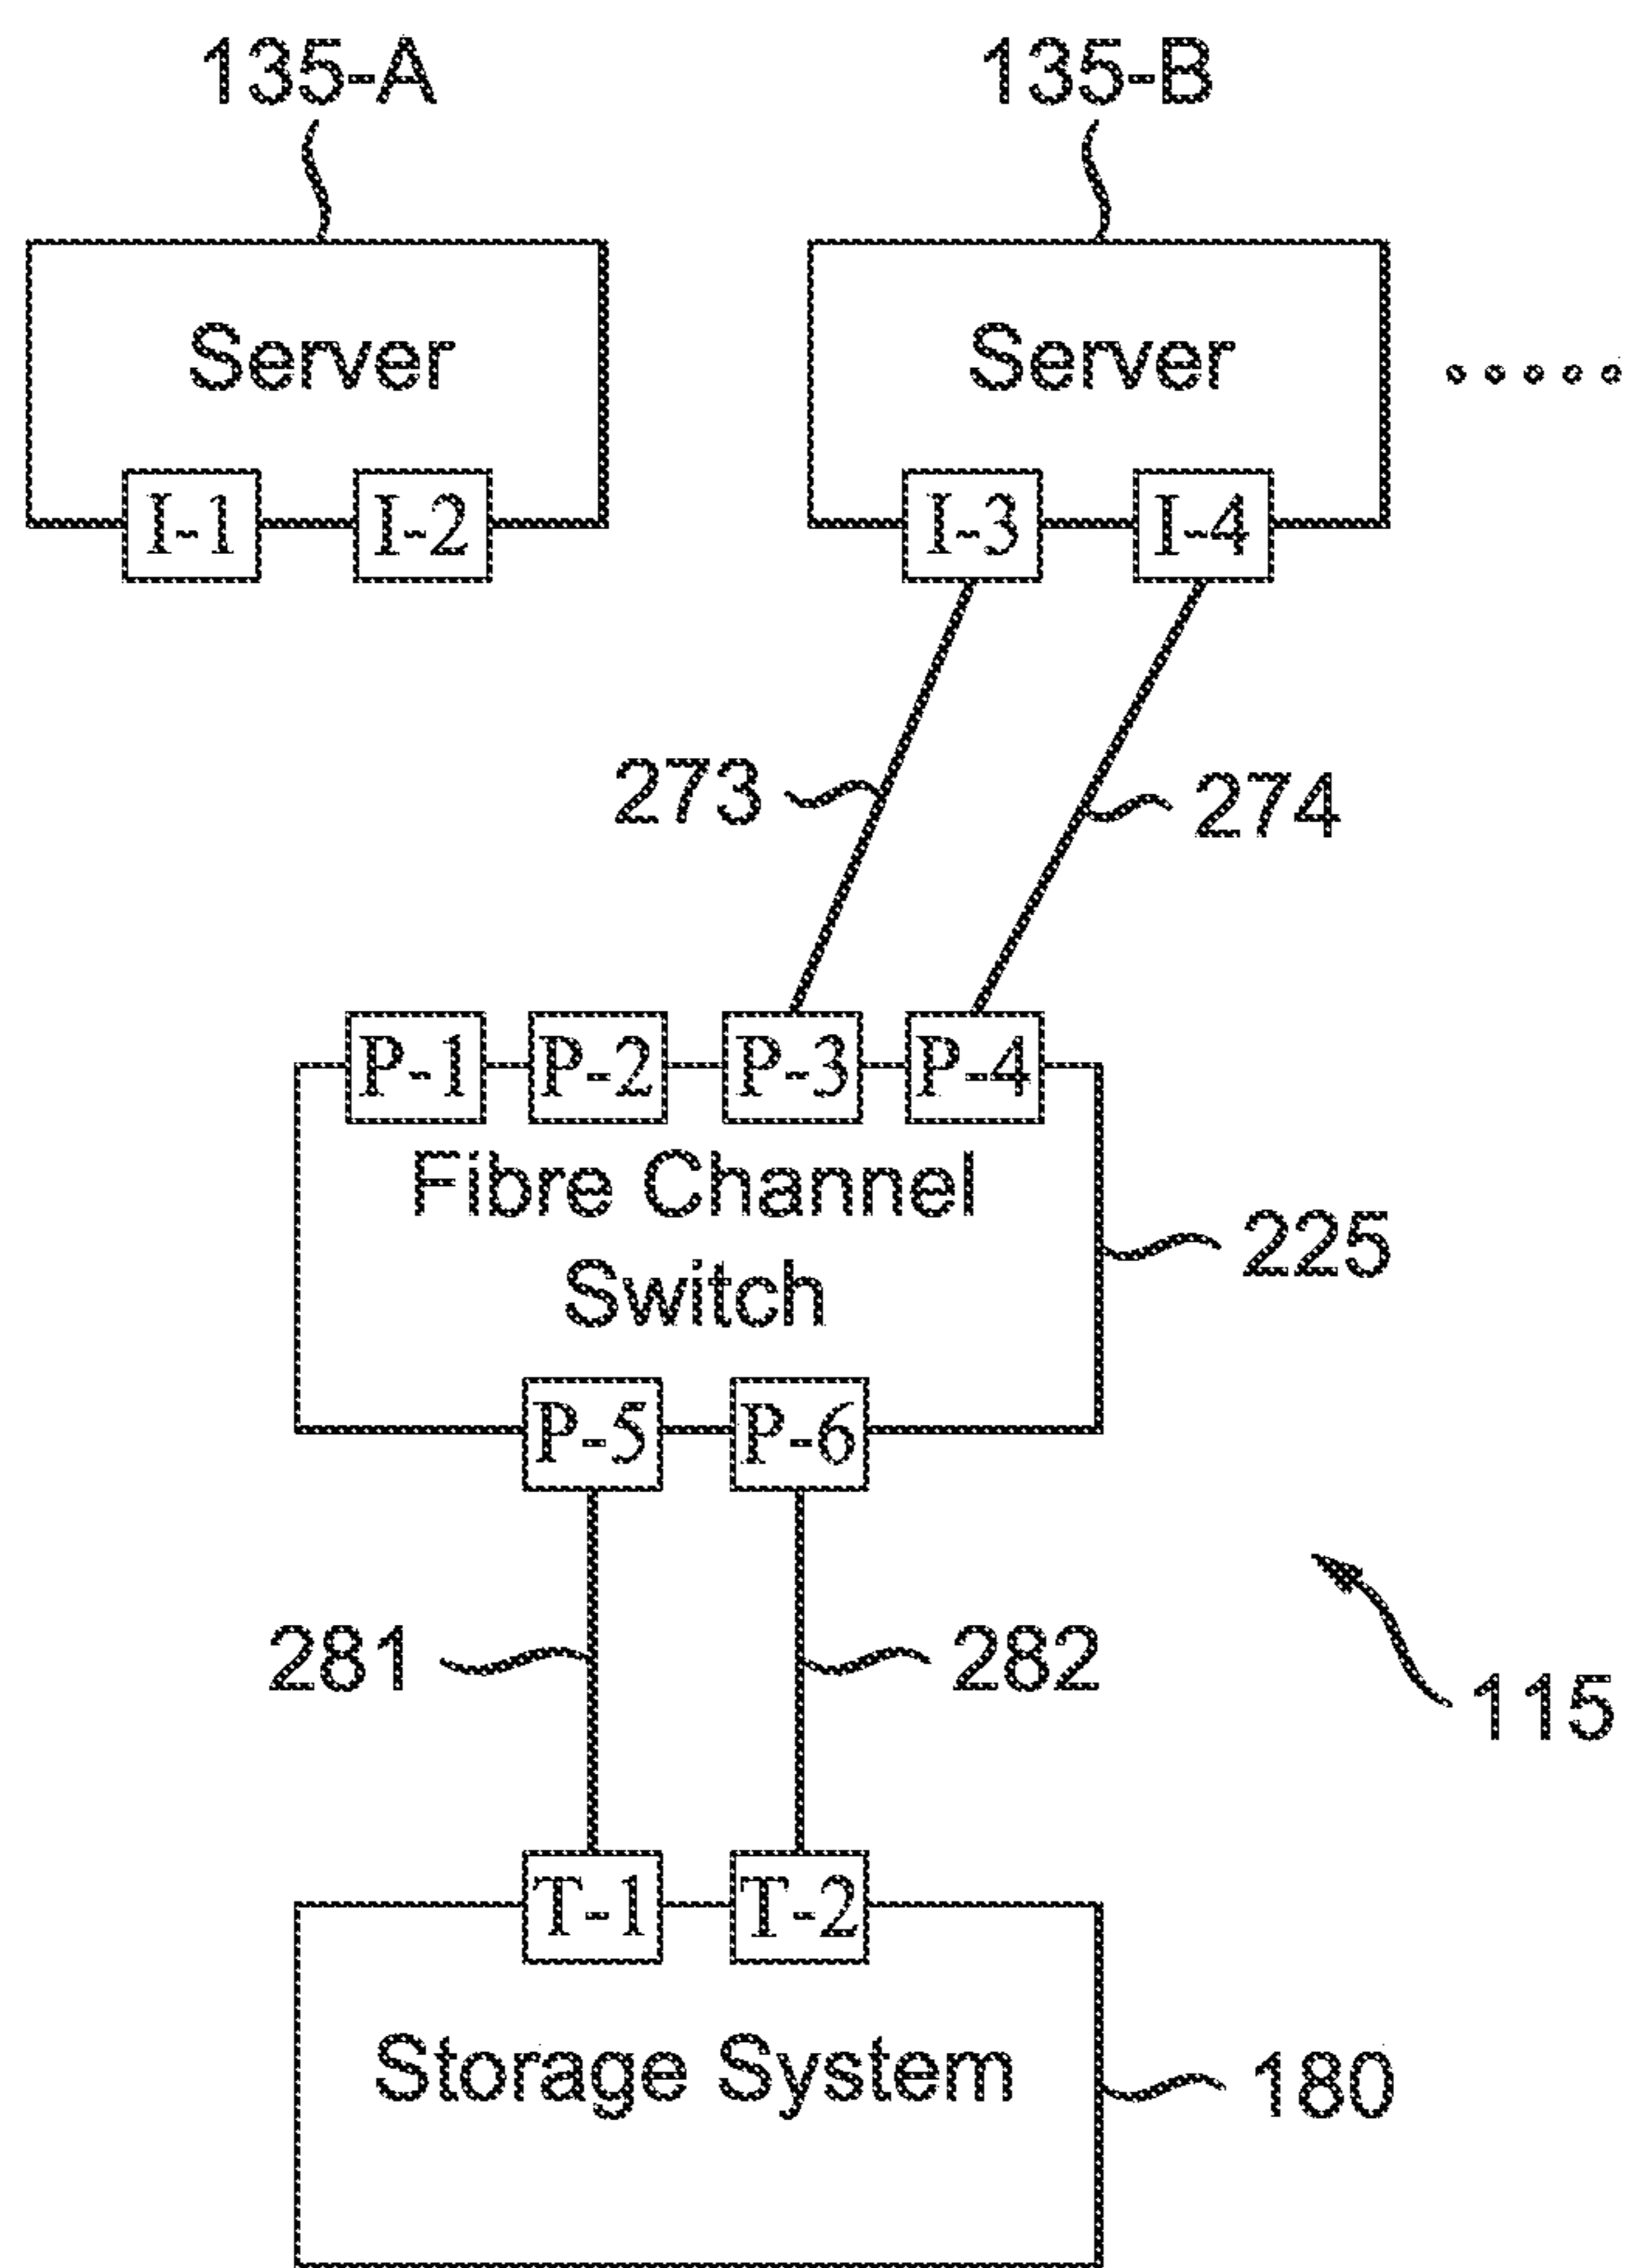 135-A 135-B
Server Server
I-1 I-2 I-3 I-4
273 274
P-1 P-2 P-3 P-4
Fibre Channel
Switch
225
P-5 P-6
281 282
115
T-1 T-2
Storage System
180